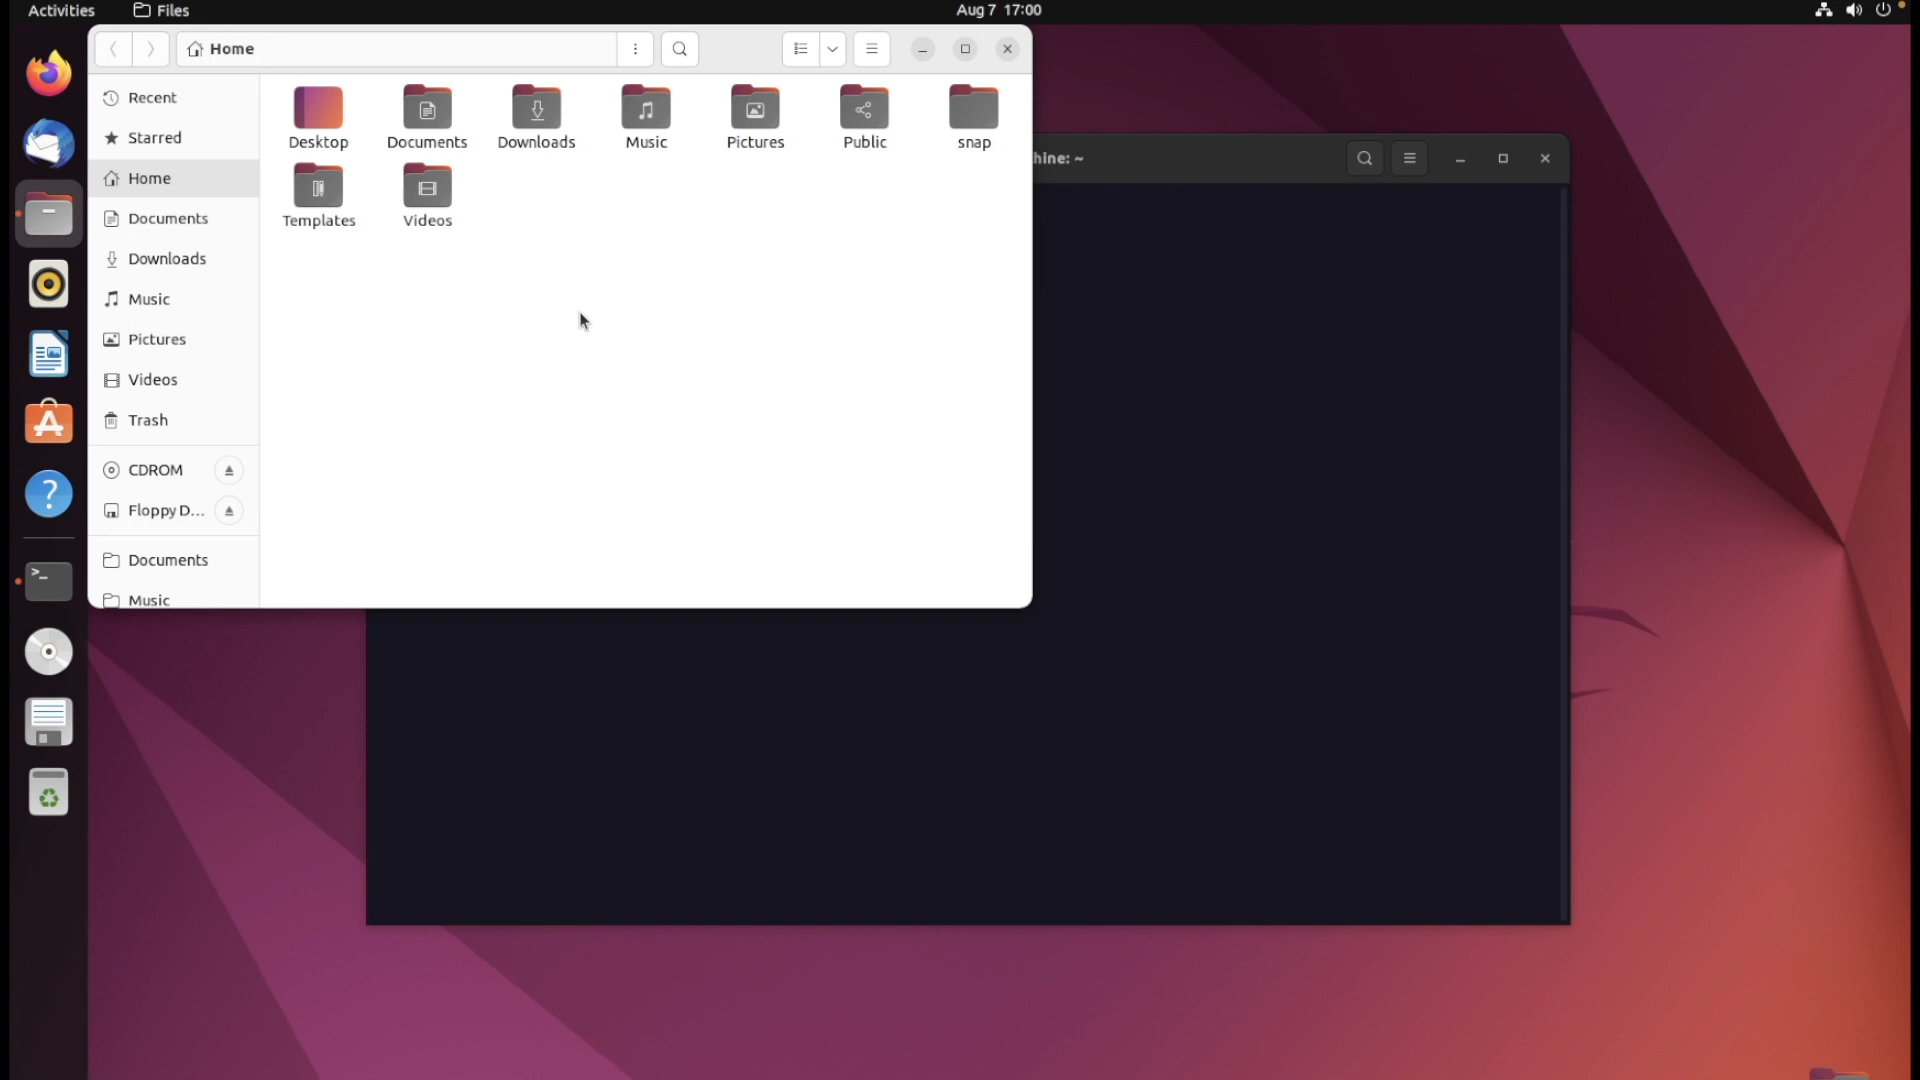 Activities Files Aug 7 17:00
Home
Recent
Starred
Home
Documents
Downloads
Music
Pictures
Videos
Trash
CDROM
Floppy D...
Documents
Music
Desktop Documents Downloads Music Pictures Public snap
Templates Videos
hine: ~